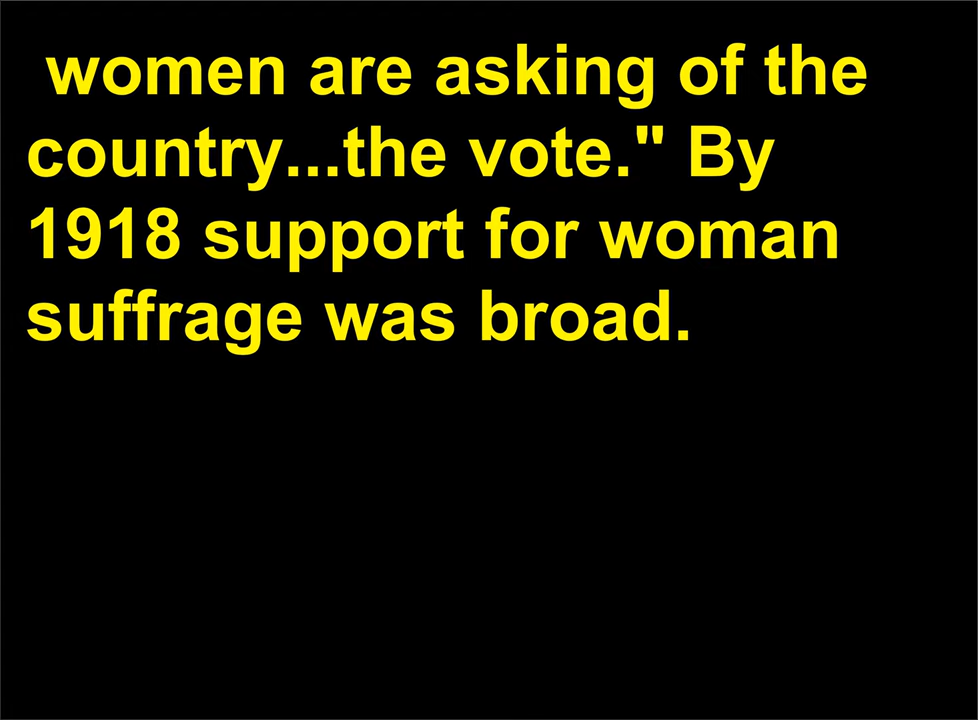 women are asking of the
country...the vote." By
1918 support for woman
suffrage was broad.